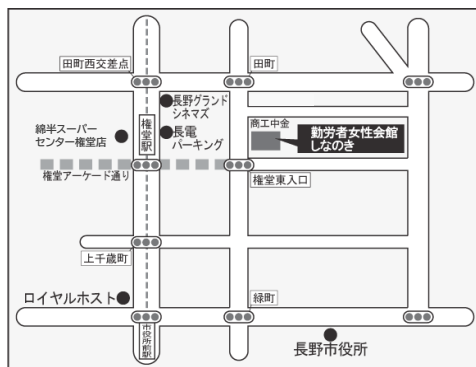 田町西交差点
田町
長野グランド
シネマズ
綿半スーパー
センター権堂店
権堂駅
長電
パーキング
商工中金
勤労者女性会館
しなのき
権堂アーケード通り
権堂東入口
上千歳町
ロイヤルホスト
緑町
市役所前駅
長野市役所